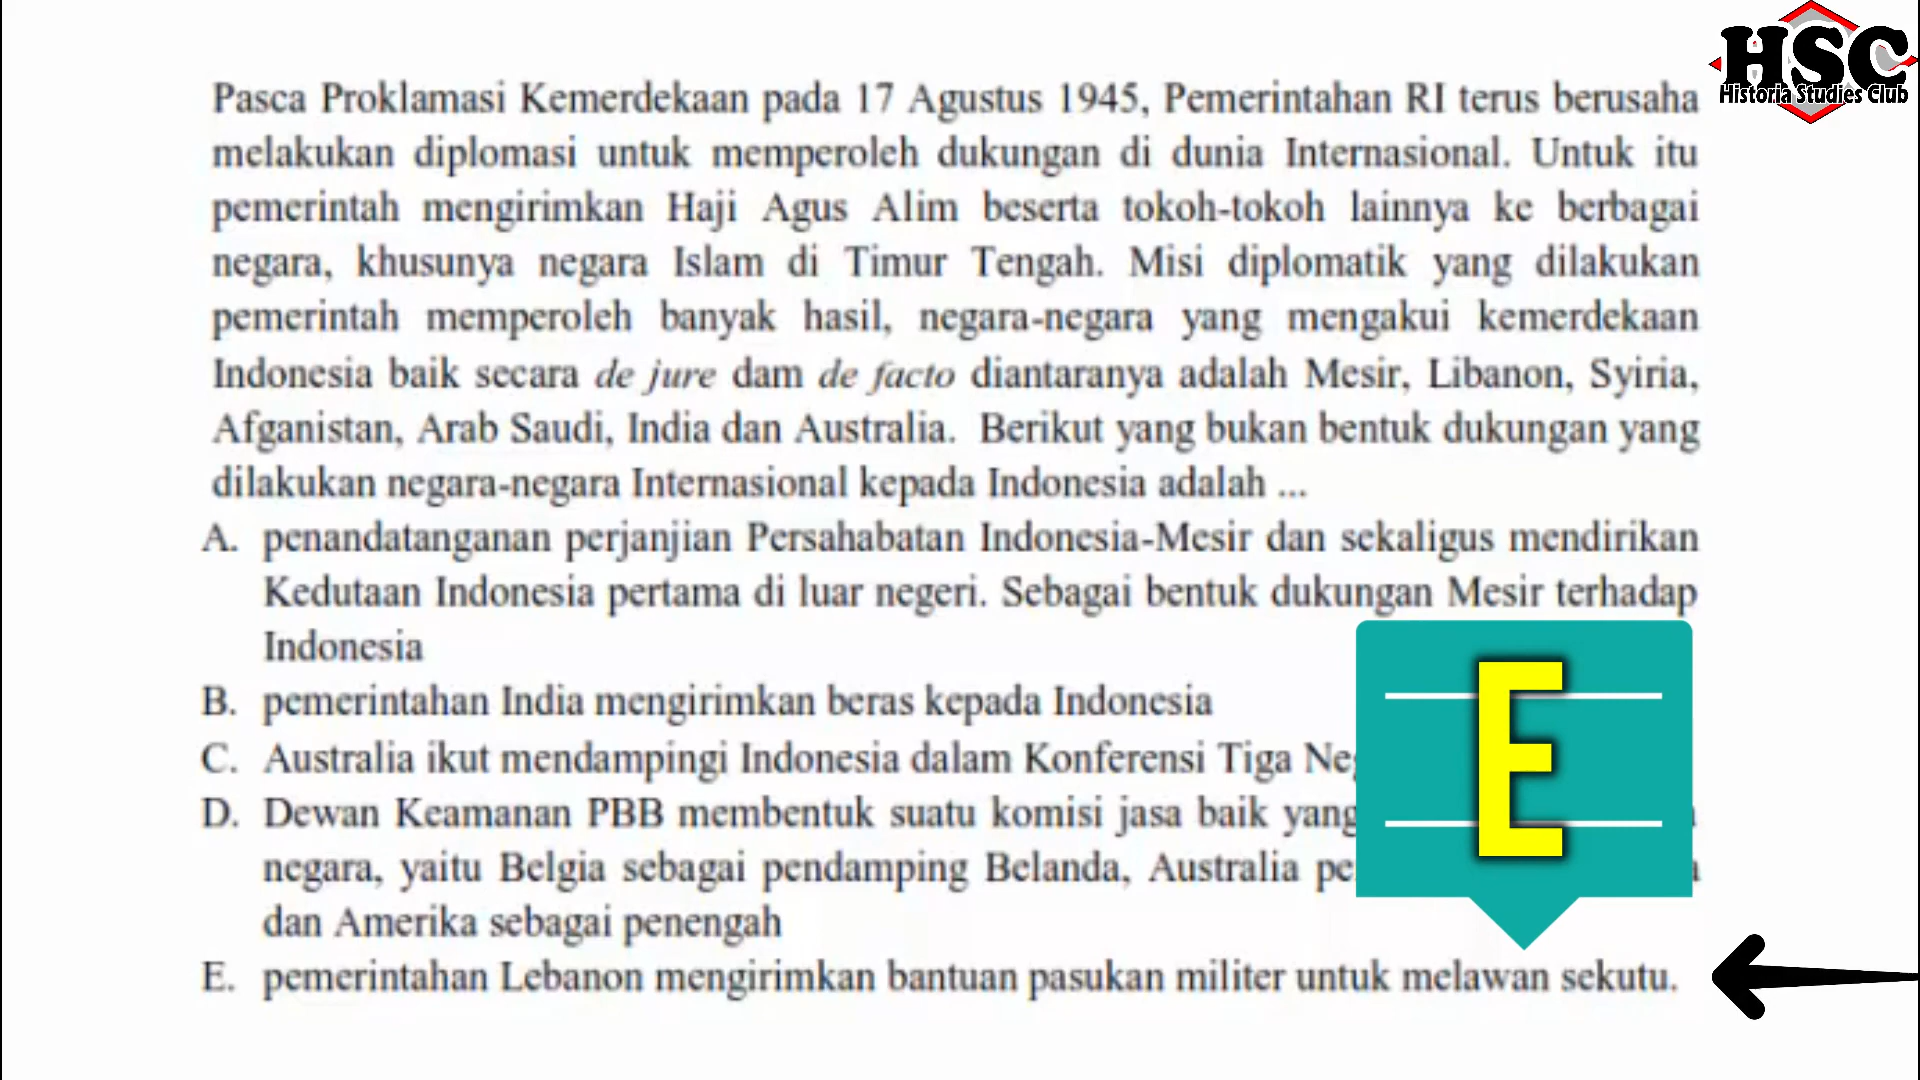 HSC
Historia Studies Club
Pasca Proklamasi Kemerdekaan pada 17 Agustus 1945, Pemerintahan RI terus berusaha
melakukan diplomasi untuk memperoleh dukungan di dunia Internasional. Untuk itu
pemerintah mengirimkan Haji Agus Alim beserta tokoh-tokoh lainnya ke berbagai
negara, khusunya negara Islam di Timur Tengah. Misi diplomatik yang dilakukan
pemerintah memperoleh banyak hasil, negara-negara yang mengakui kemerdekaan
Indonesia baik secara de jure dam de facto diantaranya adalah Mesir, Libanon, Syiria,
Afganistan, Arab Saudi, India dan Australia. Berikut yang bukan bentuk dukungan yang
dilakukan negara-negara Internasional kepada Indonesia adalah ...
A. penandatanganan perjanjian Persahabatan Indonesia-Mesir dan sekaligus mendirikan
Kedutaan Indonesia pertama di luar negeri. Sebagai bentuk dukungan Mesir terhadap
Indonesia
B. pemerintahan India mengirimkan beras kepada Indonesia
C. Australia ikut mendampingi Indonesia dalam Konferensi Tiga
D. Dewan Keamanan PBB membentuk suatu komisi jasa baik yang
negara, yaitu Belgia sebagai pendamping Belanda, Australia
dan Amerika sebagai penengah
E. pemerintahan Lebanon mengirimkan bantuan pasukan militer untuk melawan sekutu.
E